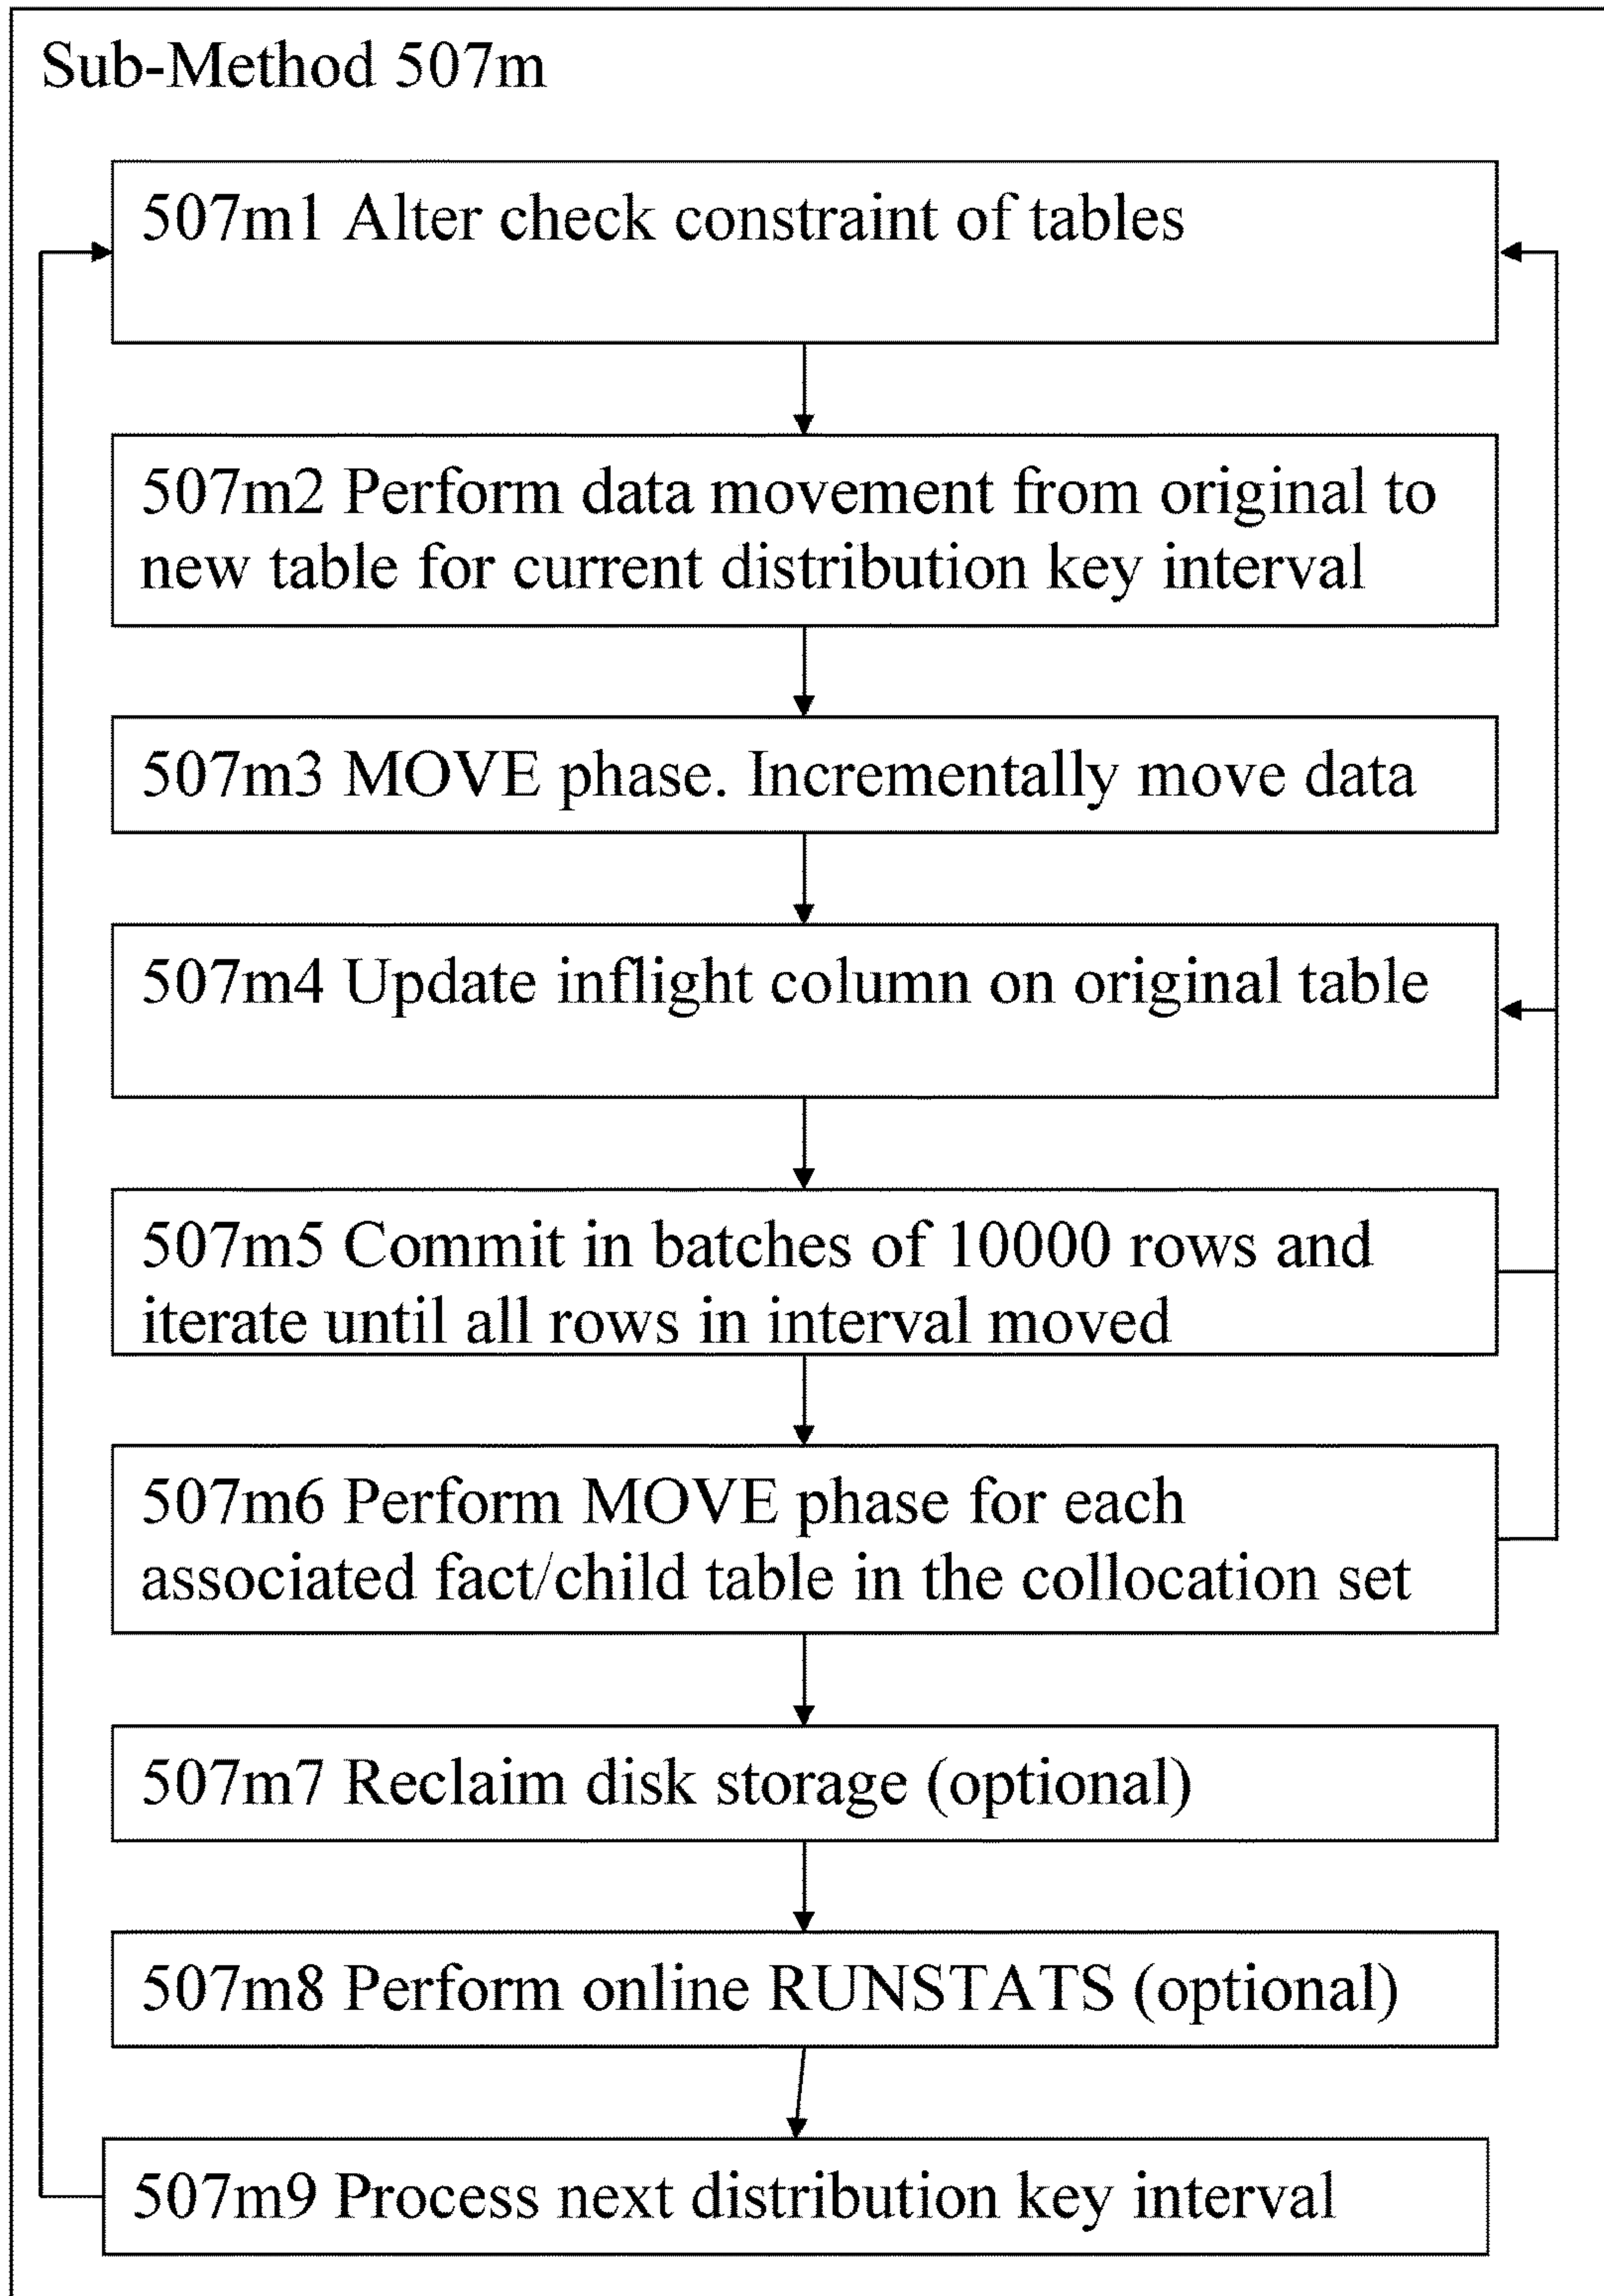 Sub-Method 507m
507m1 Alter check constraint of tables
507m2 Perform data movement from original to
new table for current distribution key interval
507m3 MOVE phase. Incrementally move data
507m4 Update inflight column on original table
507m5 Commit in batches of 10000 rows and
iterate until all rows in interval moved
507m6 Perform MOVE phase for each
associated fact/child table in the collocation set
507m7 Reclaim disk storage (optional)
507m8 Perform online RUNSTATS (optional)
507m9 Process next distribution key interval